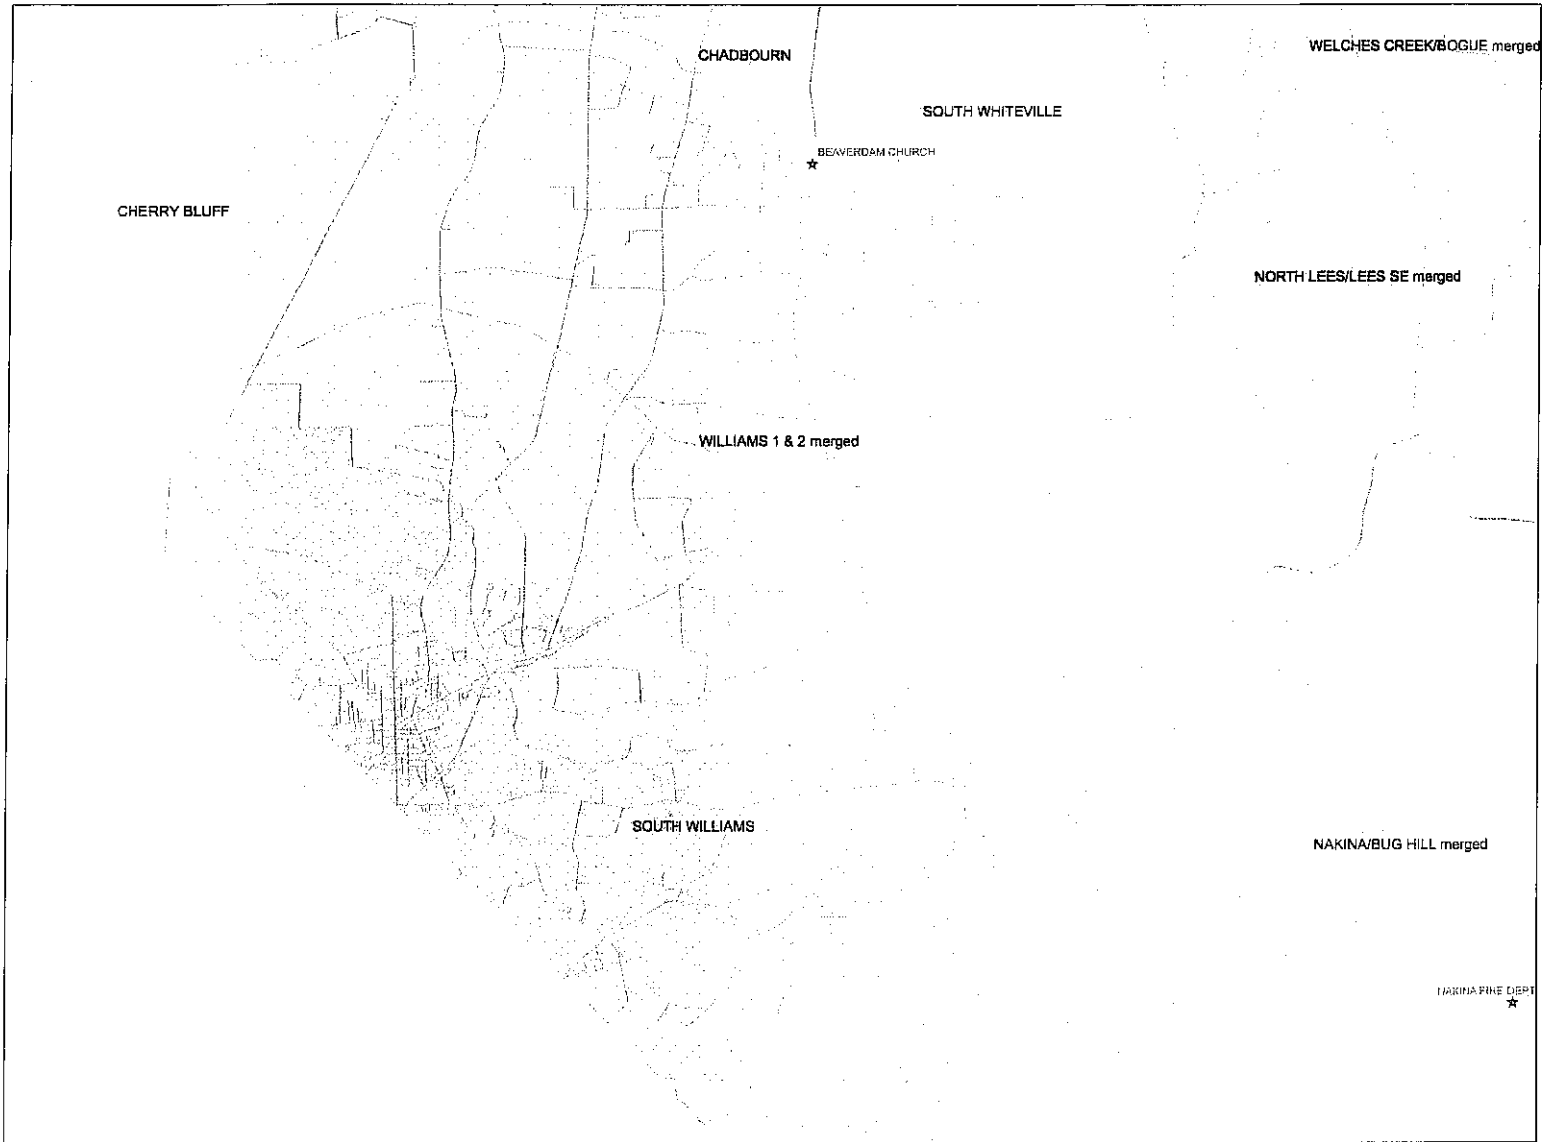 WELCHES CREEK/BOGUE merged
CHADBOURN
SOUTH WHITEVILLE
BEAVERDAM CHURCH
CHERRY BLUFF
NORTH LEES/LEES SE merged
WILLIAMS 1 & 2 merged
SOUTH WILLIAMS
NAKINA/BUG HILL merged
NAKINA FIRE DEPT